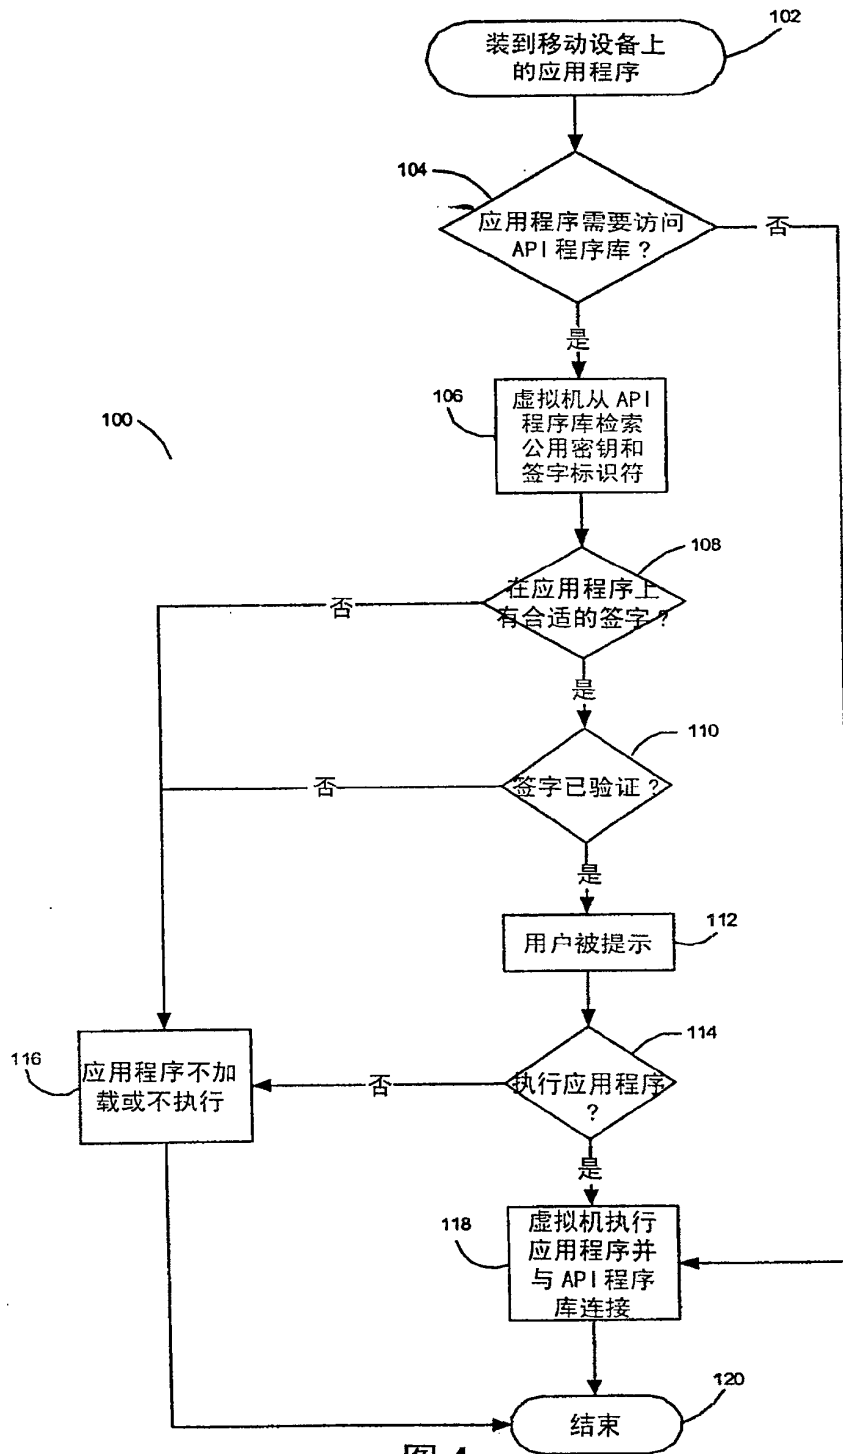 102
装到移动设备上
的应用程序
104
应用程序需要访问
API 程序库？
否
是
106
虚拟机从 API
程序库检索
公用密钥和
签字标识符
100
108
在应用程序上
有合适的签字？
否
是
110
签字已验证？
否
是
112
用户被提示
114
执行应用程序
？
否
116
应用程序不加
载或不执行
是
118
虚拟机执行
应用程序并
与 API 程序
库连接
120
结束
图 4